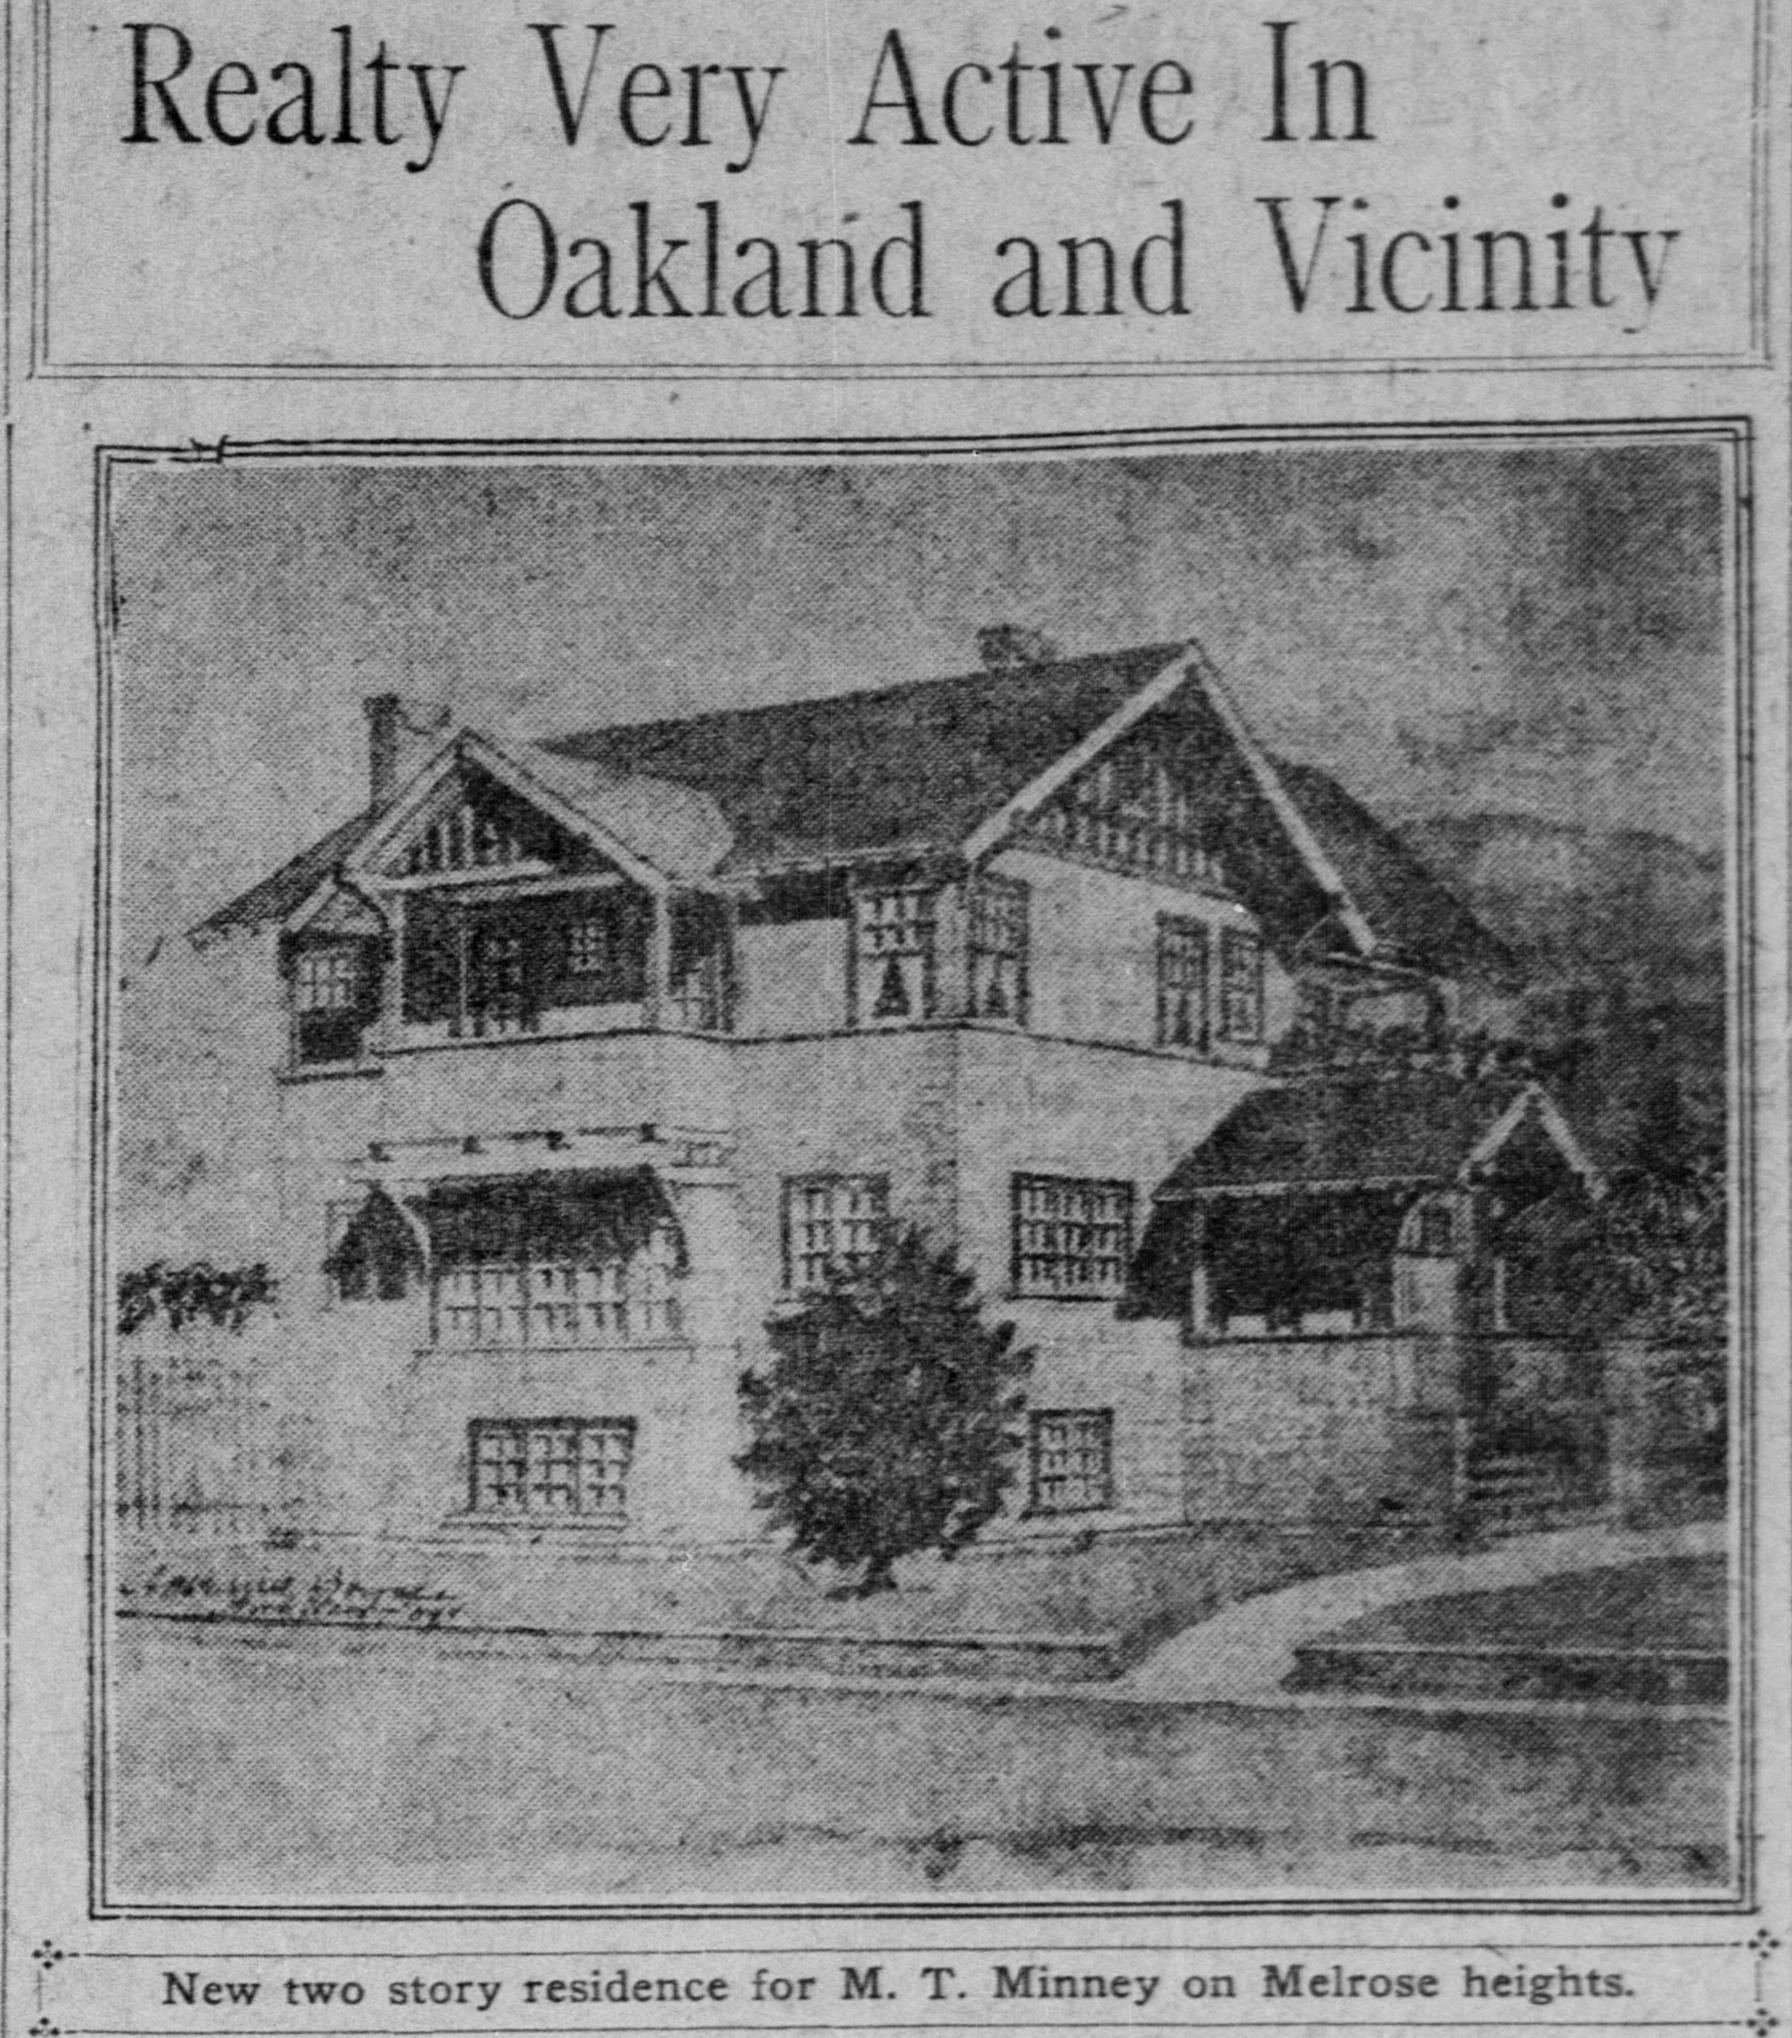 Realty Very Active In
Oakland and Vicinity
New two story residence for M. T. Minney on Melrose heights.